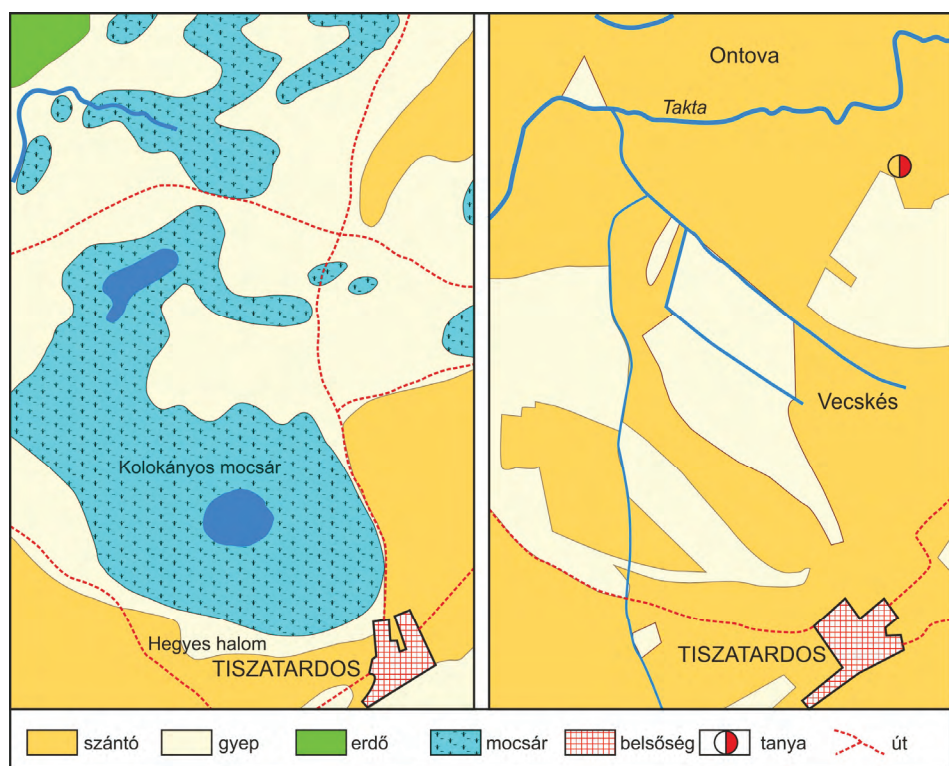 Kolokányos mocsár
Hegyes halom
TISZATARDOS
Ontova
Takta
Vecskés
TISZATARDOS
szántó
gyep
erdő
mocsár
belsőség
tanya
út